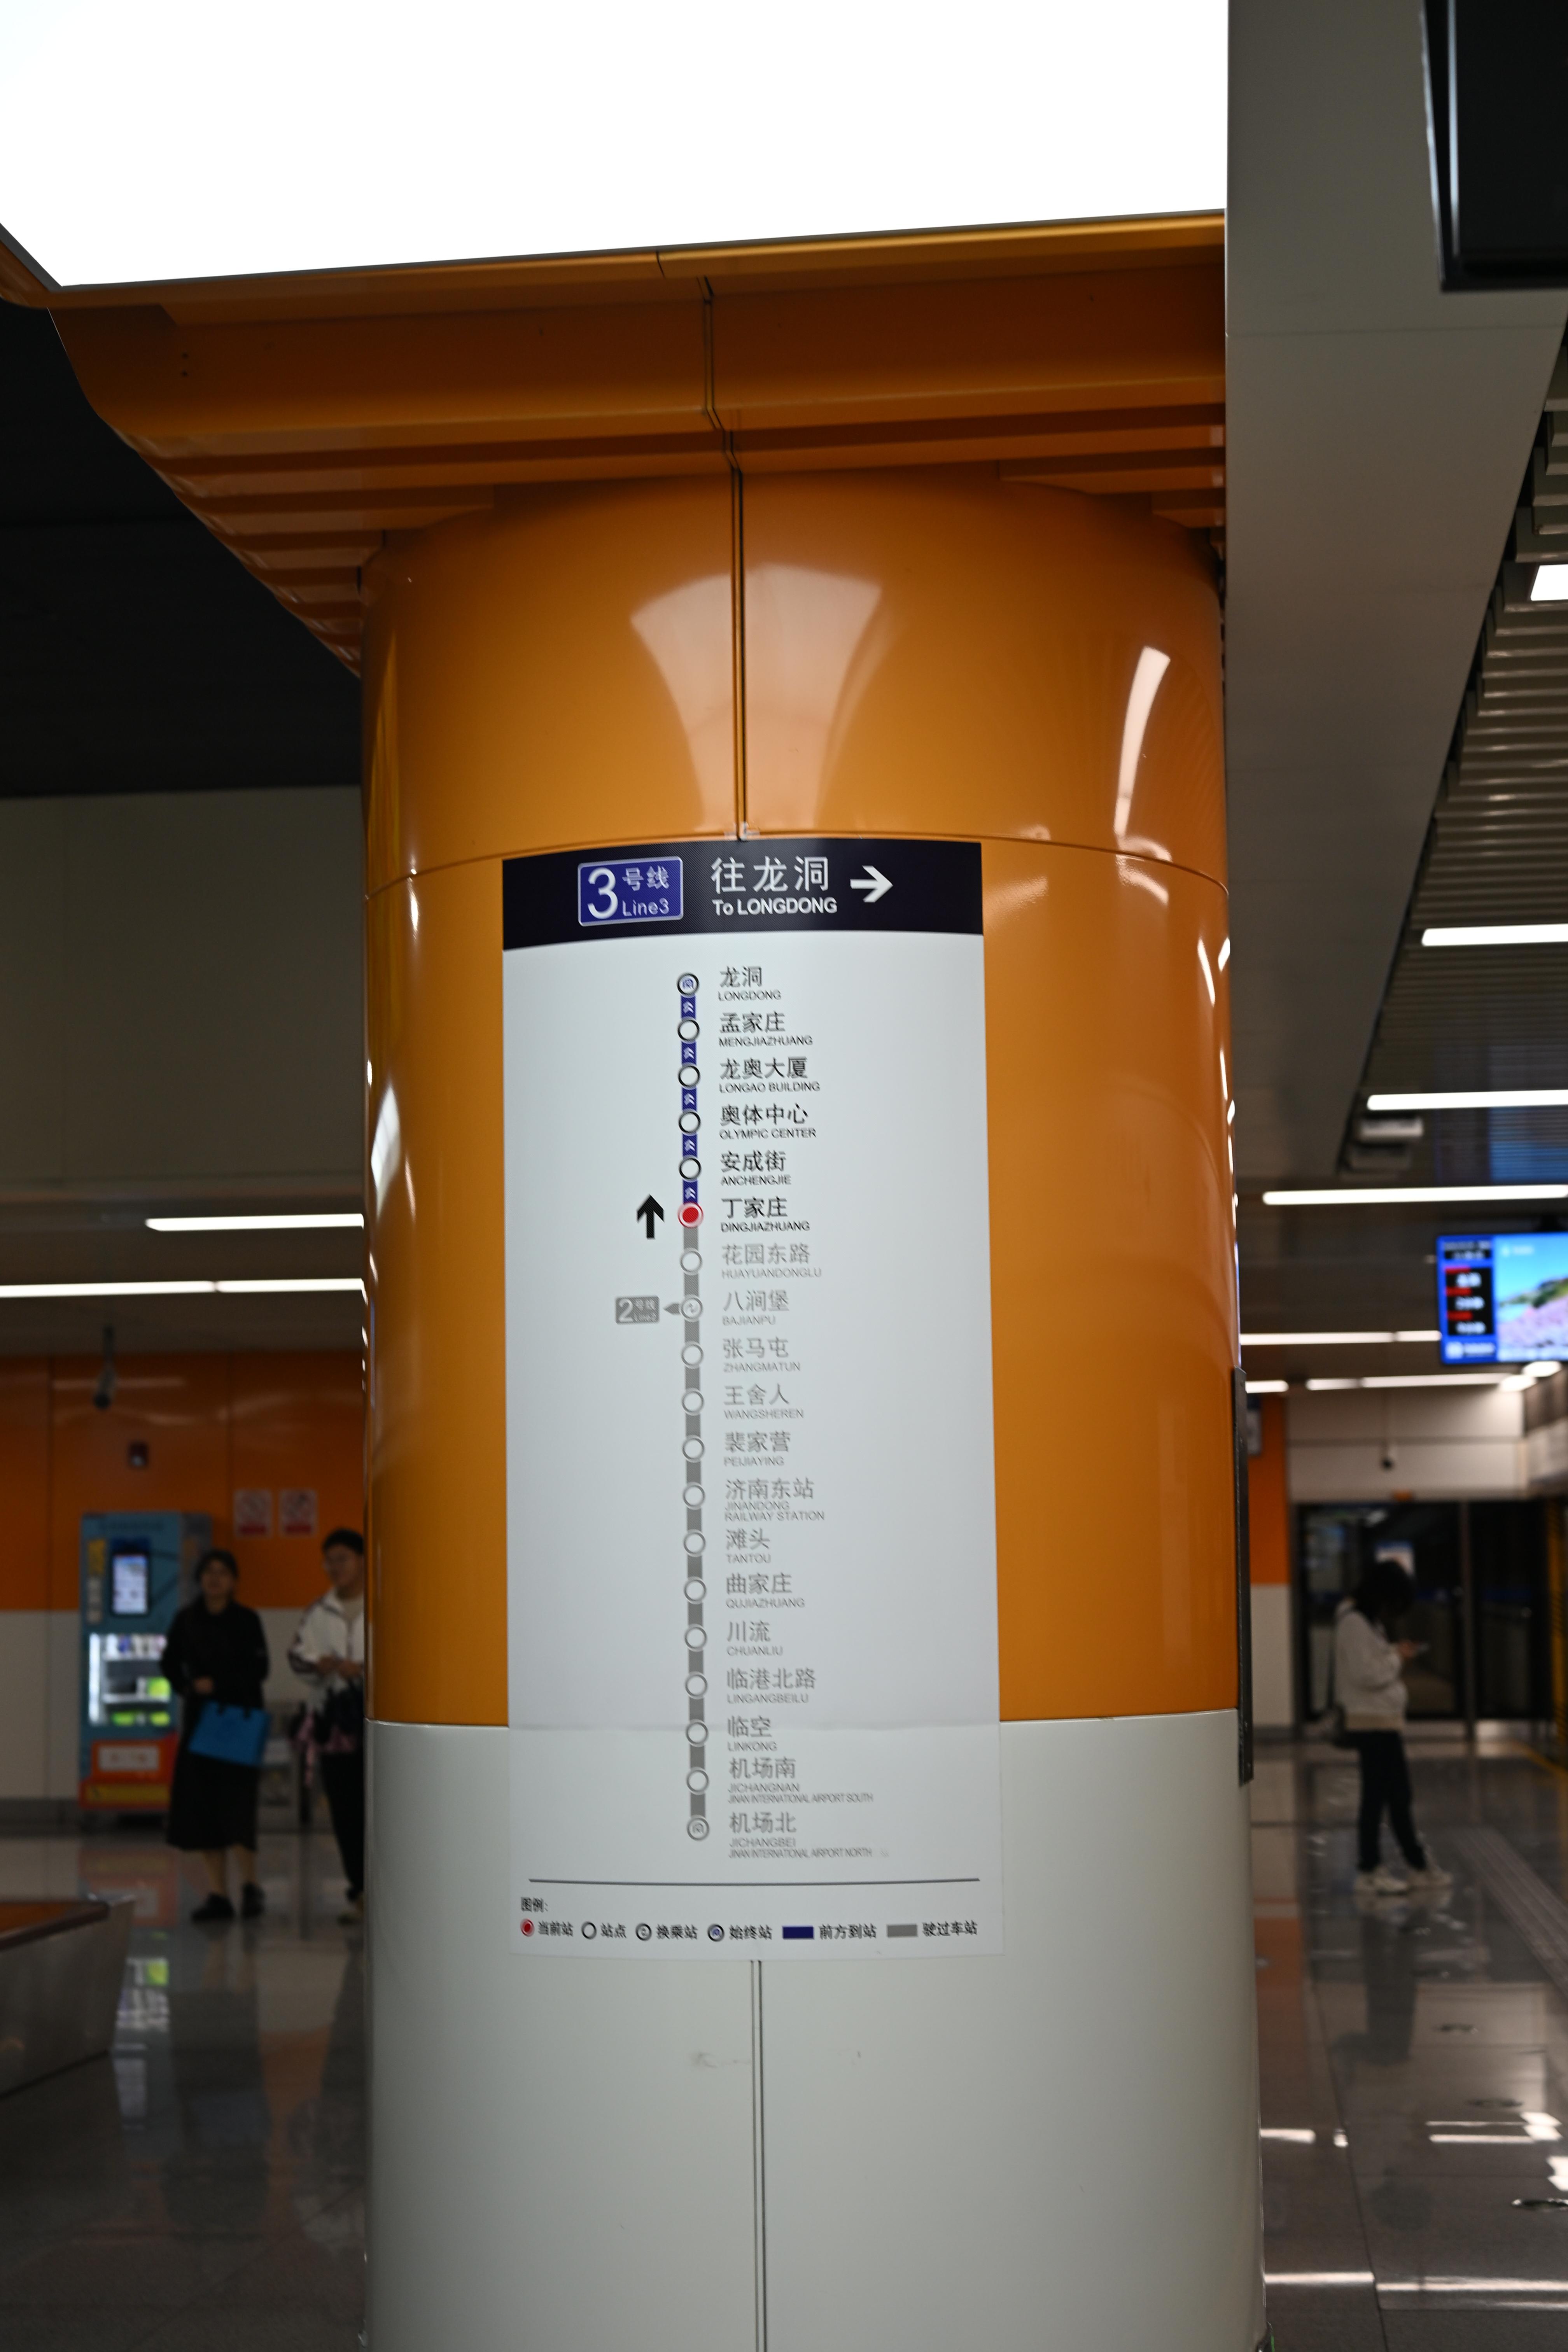 3号线
Line3
往龙洞
To LONGDONG
龙洞
LONGDONG
孟家庄
MENGJIAZHUANG
龙奥大厦
LONGAO BUILDING
奥体中心
OLYMPIC CENTER
安成街
ANCHENGJIE
丁家庄
DINGJIAZHUANG
花园东路
HUAYUANDONGLU
2号线
Line2
八涧堡
BAJIANPU
张马屯
ZHANGMATUN
王舍人
WANGSHEREN
裴家营
PEIJIAYING
济南东站
JINANDONG
RAILWAY STATION
滩头
TANTOU
曲家庄
QUJIAZHUANG
川流
CHUANLIU
临港北路
LINGANGBEILU
临空
LINKONG
机场南
JICHANGNAN
JINAN INTERNATIONAL AIRPORT SOUTH
机场北
JICHANGBEI
JINAN INTERNATIONAL AIRPORT NORTH
图例:
当前站 站点 换乘站 始终站 前方到站 驶过车站